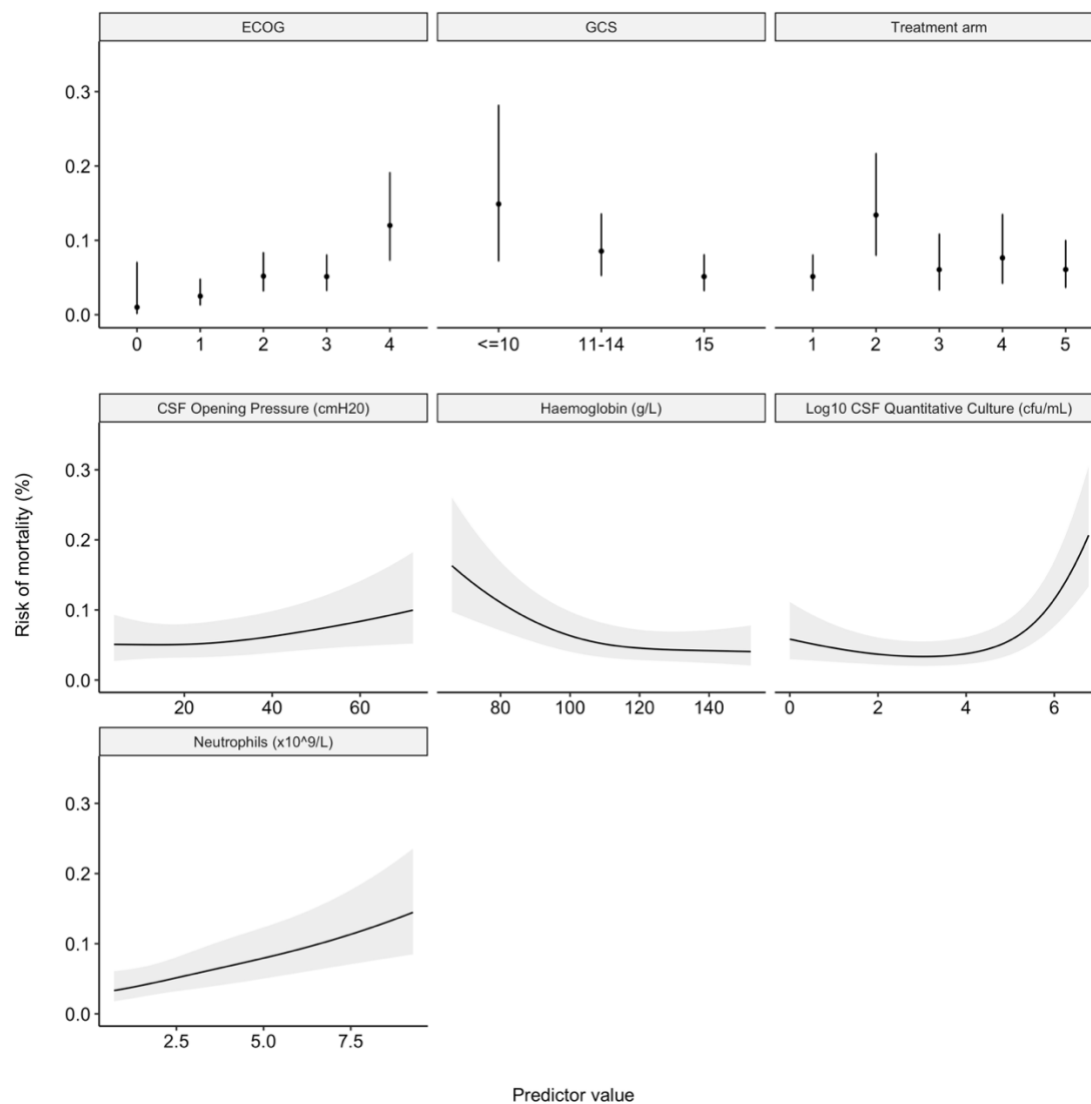 ECOG GCS Treatment arm
0.3
0.2
0.1
0.0
0 1 2 3 4 <=10 11-14 15 1 2 3 4 5
CSF Opening Pressure (cmH20) Haemoglobin (g/L) Log10 CSF Quantitative Culture (cfu/mL)
Risk of mortality (%)
0.3
0.2
0.1
0.0
20 40 60 80 100 120 140 0 2 4 6
Neutrophils (x10^9/L)
0.3
0.2
0.1
0.0
2.5 5.0 7.5
Predictor value